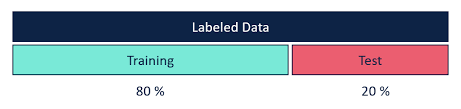 Labeled Data
Training Test
80 % 20 %